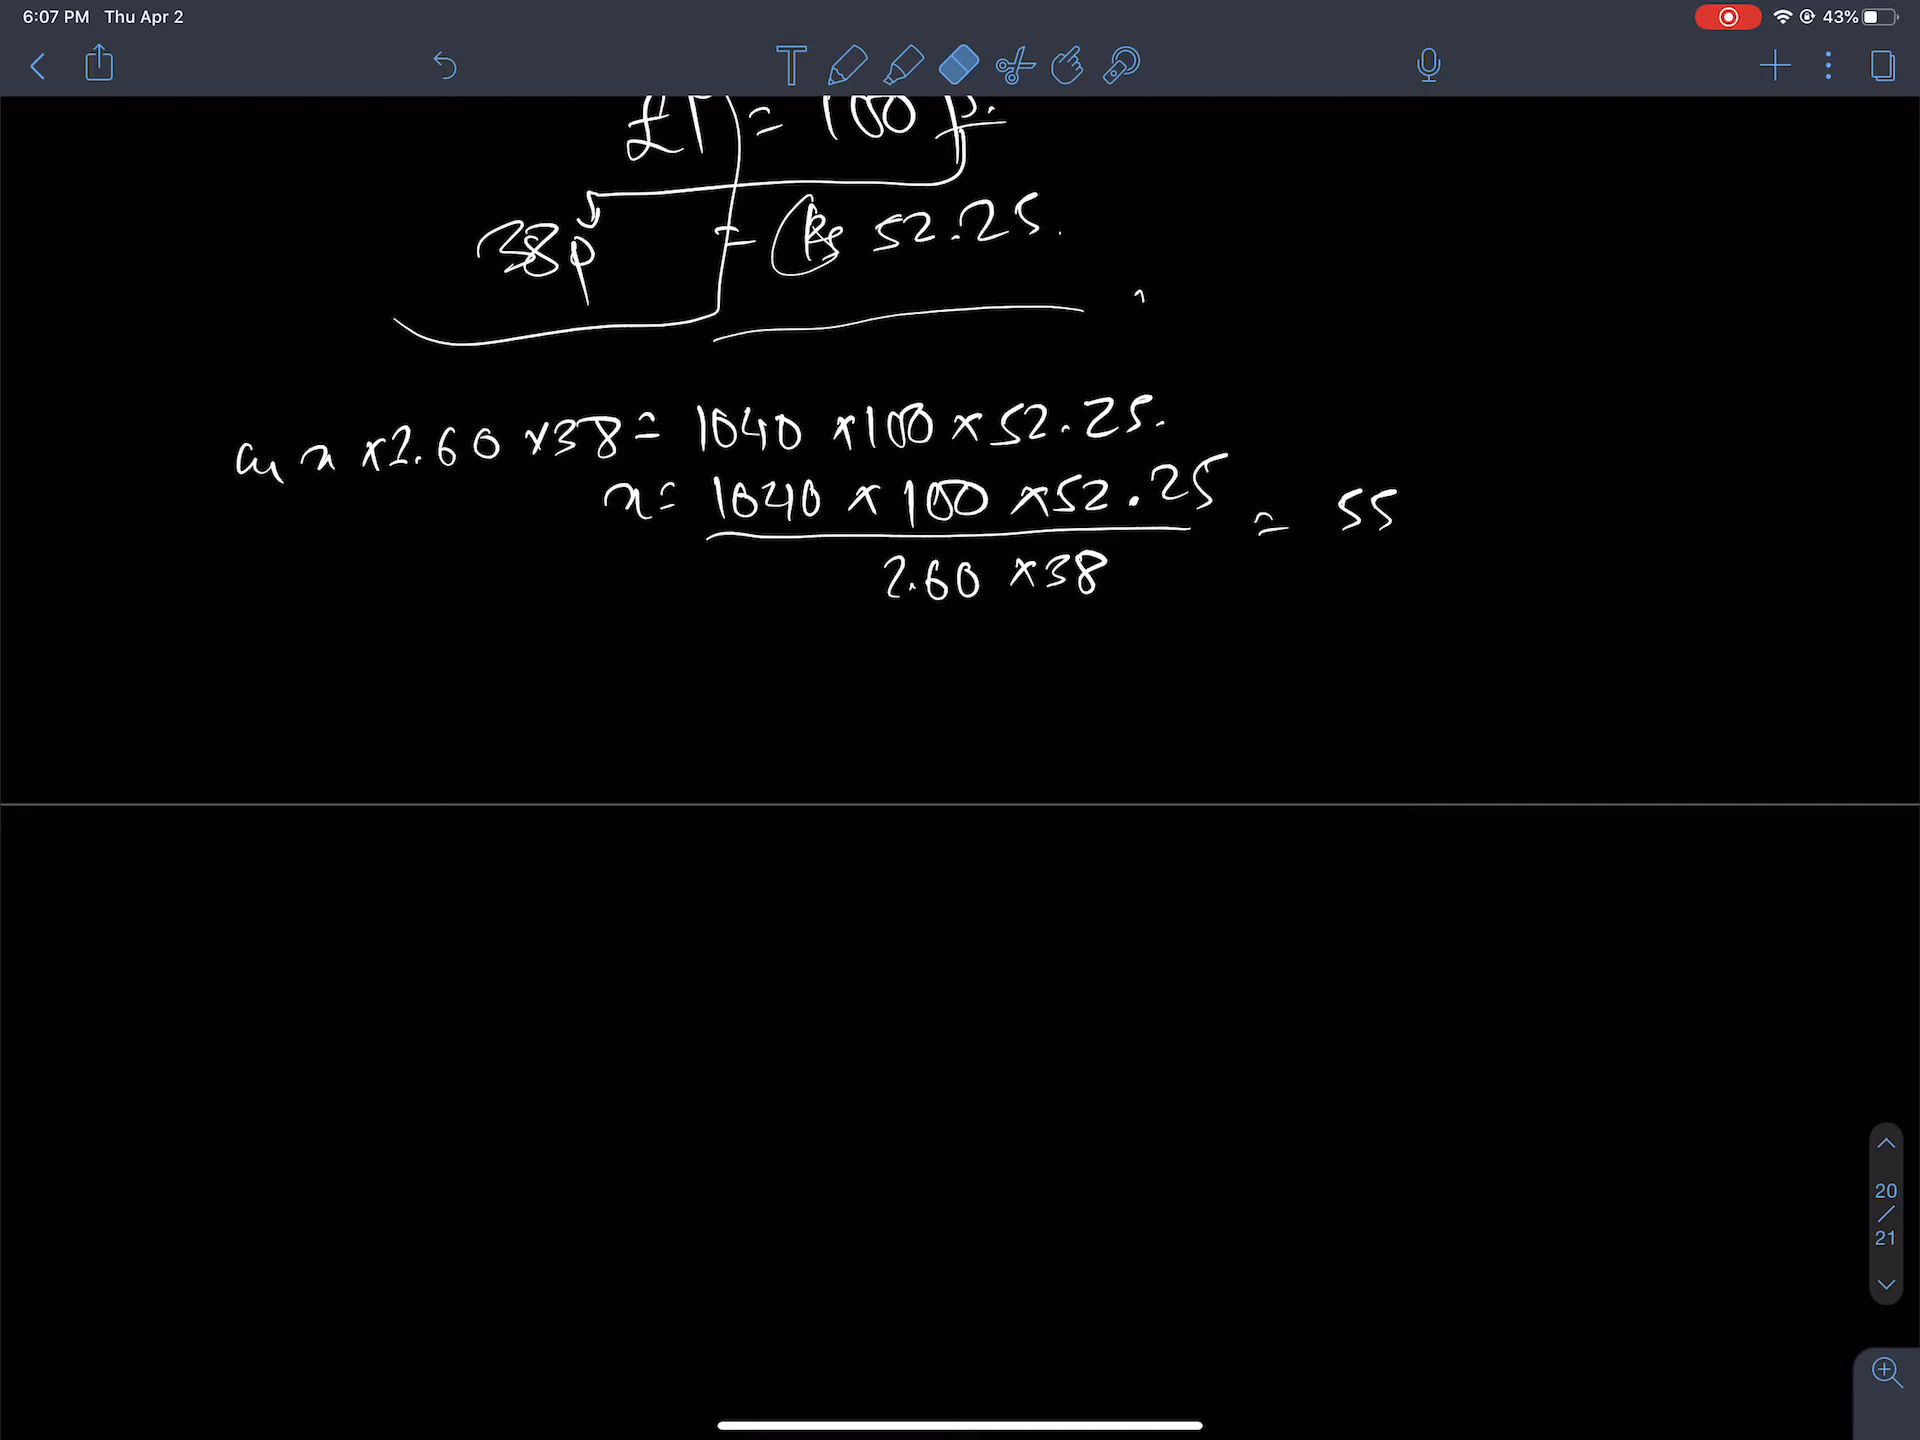 6:07 PM Thu Apr 2
43%
£1 = 100 p.
38p = Rs 52.25.
x × 2.60 × 38 = 1040 × 100 × 52.25.
x = 1040 × 100 × 52.25 = 55
2.60 × 38
20
/
21